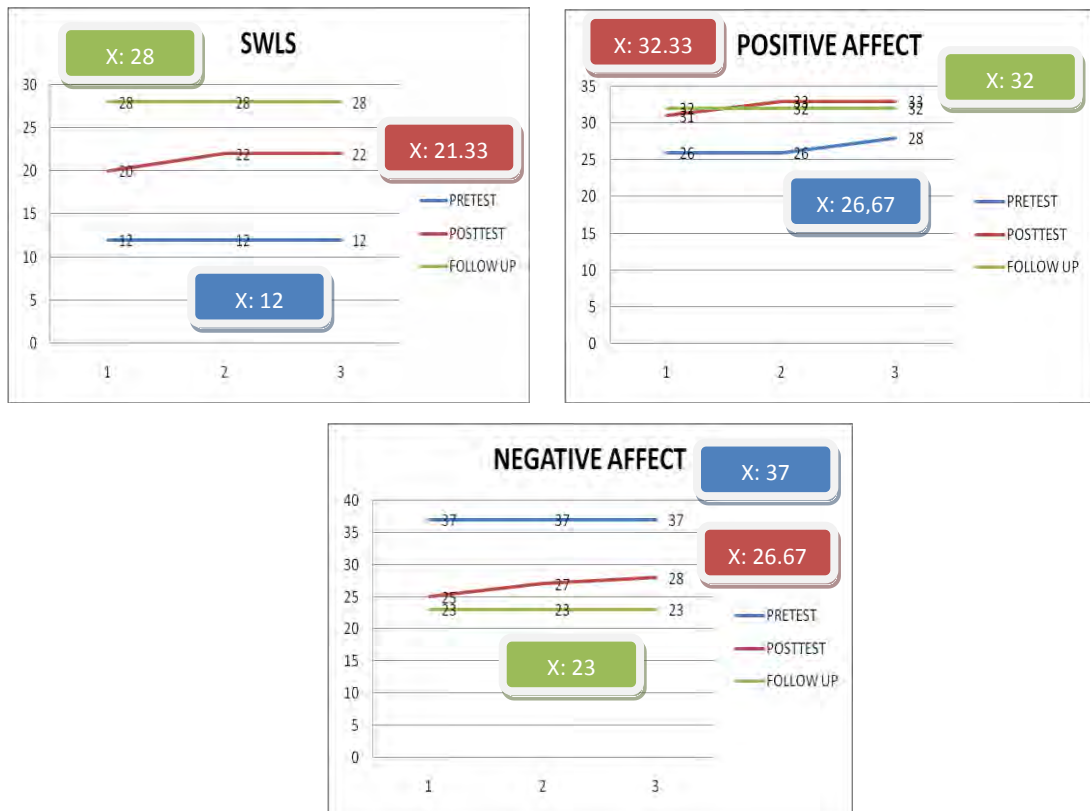 SWLS
X: 28
30
28 28 28
25
X: 21.33
20 22 22
20
PRETEST
15
POSTTEST
12 12 12
10
FOLLOW UP
X: 12
5
0
1 2 3
X: 32.33
POSITIVE AFFECT
X: 32
35
32 33 33
31 32 32
30
28
26 26
25
X: 26,67
20
PRETEST
15
POSTTEST
10
FOLLOW UP
5
0
1 2 3
NEGATIVE AFFECT
X: 37
40
37 37 37
35
X: 26.67
30
25 27 28
25
23 23 23
20
PRETEST
15
POSTTEST
X: 23
10
FOLLOW UP
5
0
1 2 3